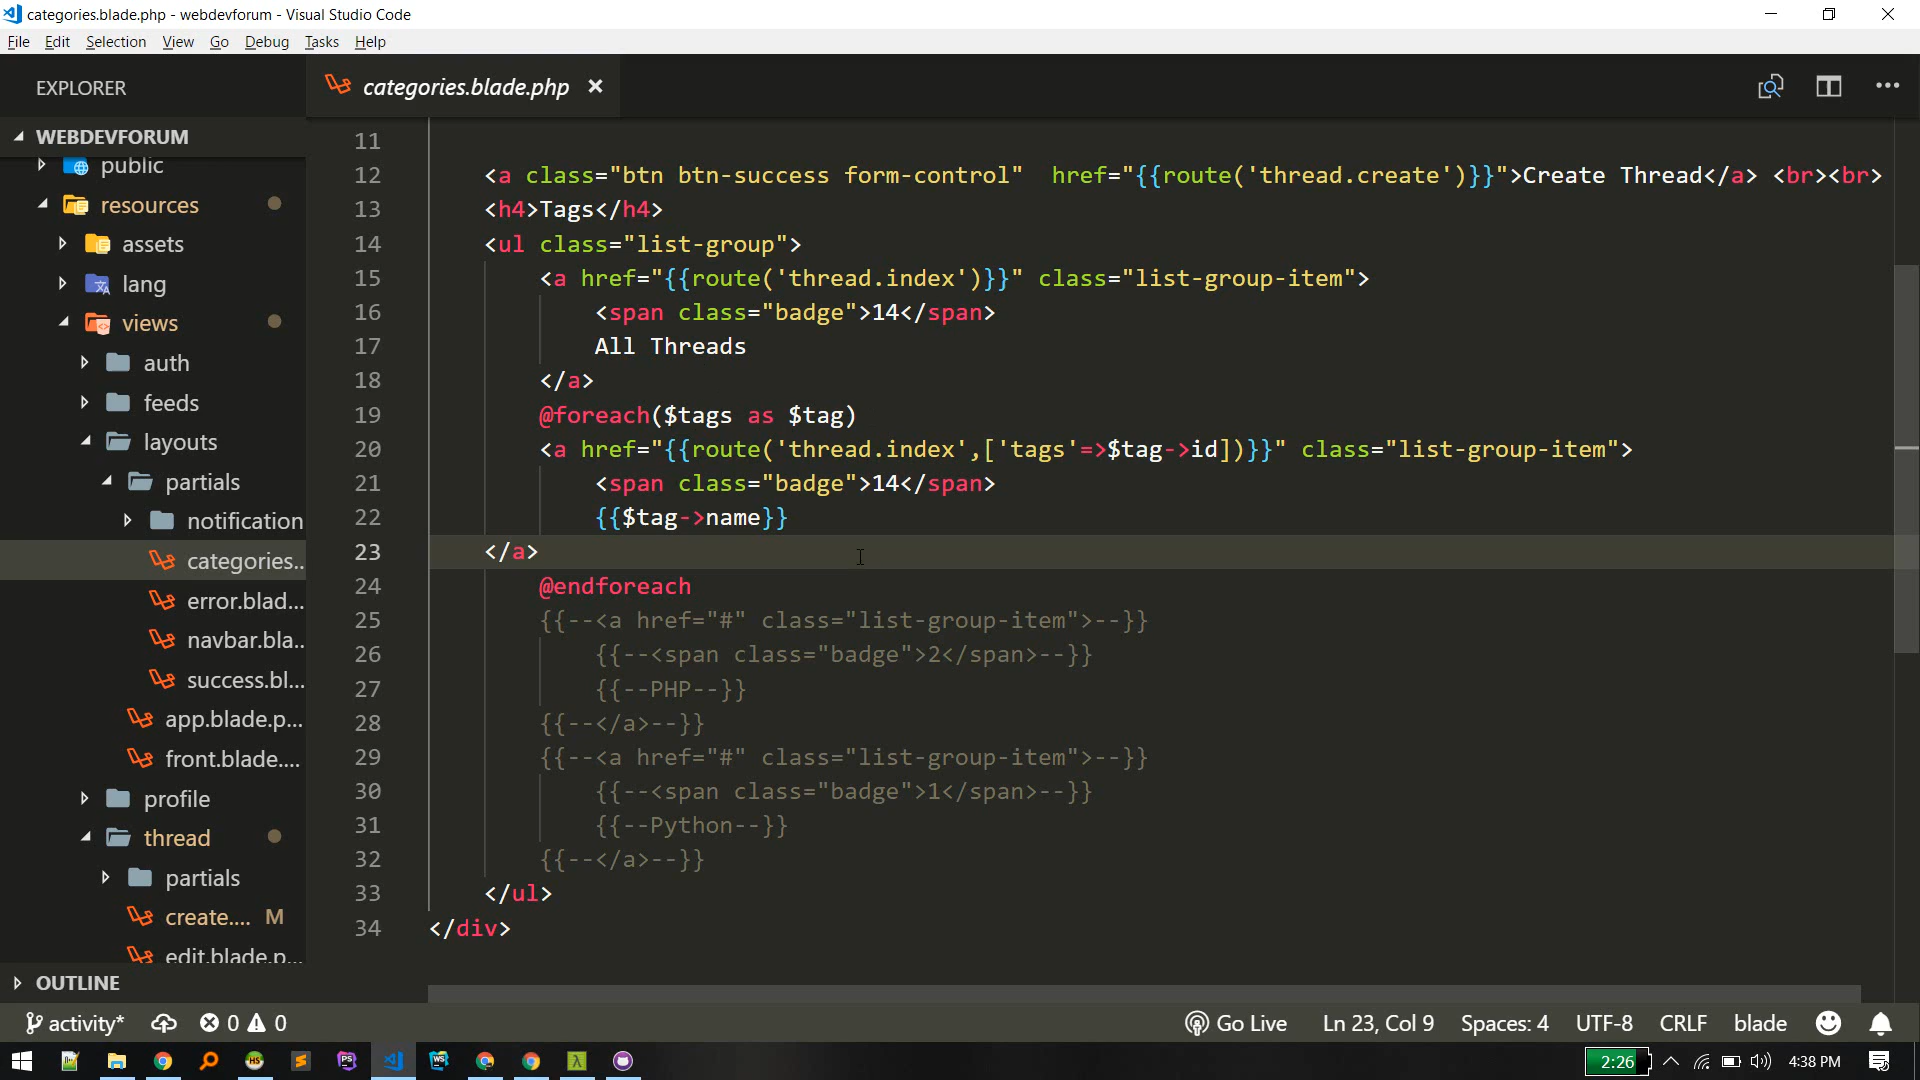 categories.blade.php - webdevforum - Visual Studio Code
File Edit Selection View Go Debug Tasks Help
EXPLORER
categories.blade.php
WEBDEVFORUM
public
resources
assets
lang
views
auth
feeds
layouts
partials
notification
categories...
error.blad...
navbar.bla...
success.bl...
app.blade.p...
front.blade....
profile
thread
partials
create.... M
edit.blade.p...
OUTLINE
11
12 <a class="btn btn-success form-control"  href="{{route('thread.create')}}">Create Thread</a> <br><br>
13 <h4>Tags</h4>
14 <ul class="list-group">
15 <a href="{{route('thread.index')}}" class="list-group-item">
16 <span class="badge">14</span>
17 All Threads
18 </a>
19 @foreach($tags as $tag)
20 <a href="{{route('thread.index',['tags'=>$tag->id])}}" class="list-group-item">
21 <span class="badge">14</span>
22 {{$tag->name}}
23 </a>
24 @endforeach
25 {{--<a href="#" class="list-group-item">--}}
26 {{--<span class="badge">2</span>--}}
27 {{--PHP--}}
28 {{--</a>--}}
29 {{--<a href="#" class="list-group-item">--}}
30 {{--<span class="badge">1</span>--}}
31 {{--Python--}}
32 {{--</a>--}}
33 </ul>
34 </div>
activity* 0 0 Go Live Ln 23, Col 9 Spaces: 4 UTF-8 CRLF blade
2:26 4:38 PM